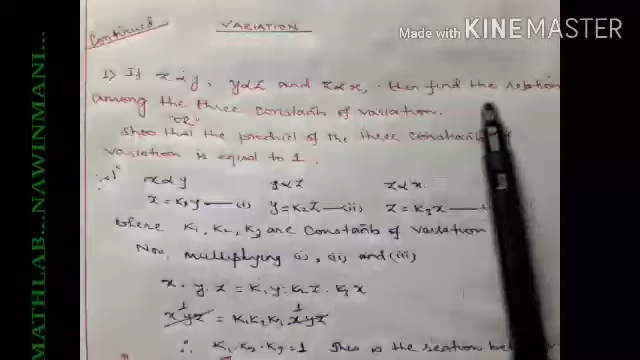 Made with KINEMASTER
Continued
VARIATION
1> If x ∝ y, y ∝ z and z ∝ x, then find the relation
among the three constants of variation.
"OR"
Show that the product of the three constants of
variation is equal to 1.
x ∝ y y ∝ z z ∝ x
x = K₁y —(i) y = K₂z —(ii) z = K₃x —
where K₁, K₂, K₃ are constants of variation
Now, multiplying (i), (ii) and (iii)
x. y. z = K₁y. K₂z. K₃x
xyz = K₁K₂K₃ xyz
∴ K₁.K₂.K₃ = 1 This is the
MATHLAB...NAWINMANI...